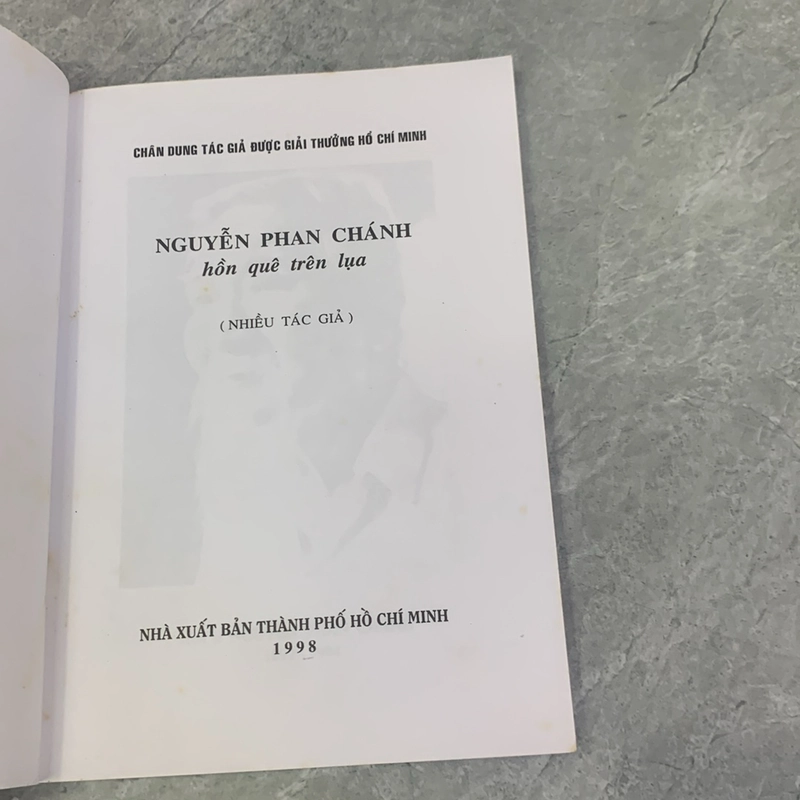 CHÂN DUNG TÁC GIẢ ĐƯỢC GIẢI THƯỞNG HỒ CHÍ MINH
NGUYỄN PHAN CHÁNH
hồn quê trên lụa
( NHIỀU TÁC GIẢ )
NHÀ XUẤT BẢN THÀNH PHỐ HỒ CHÍ MINH
1998